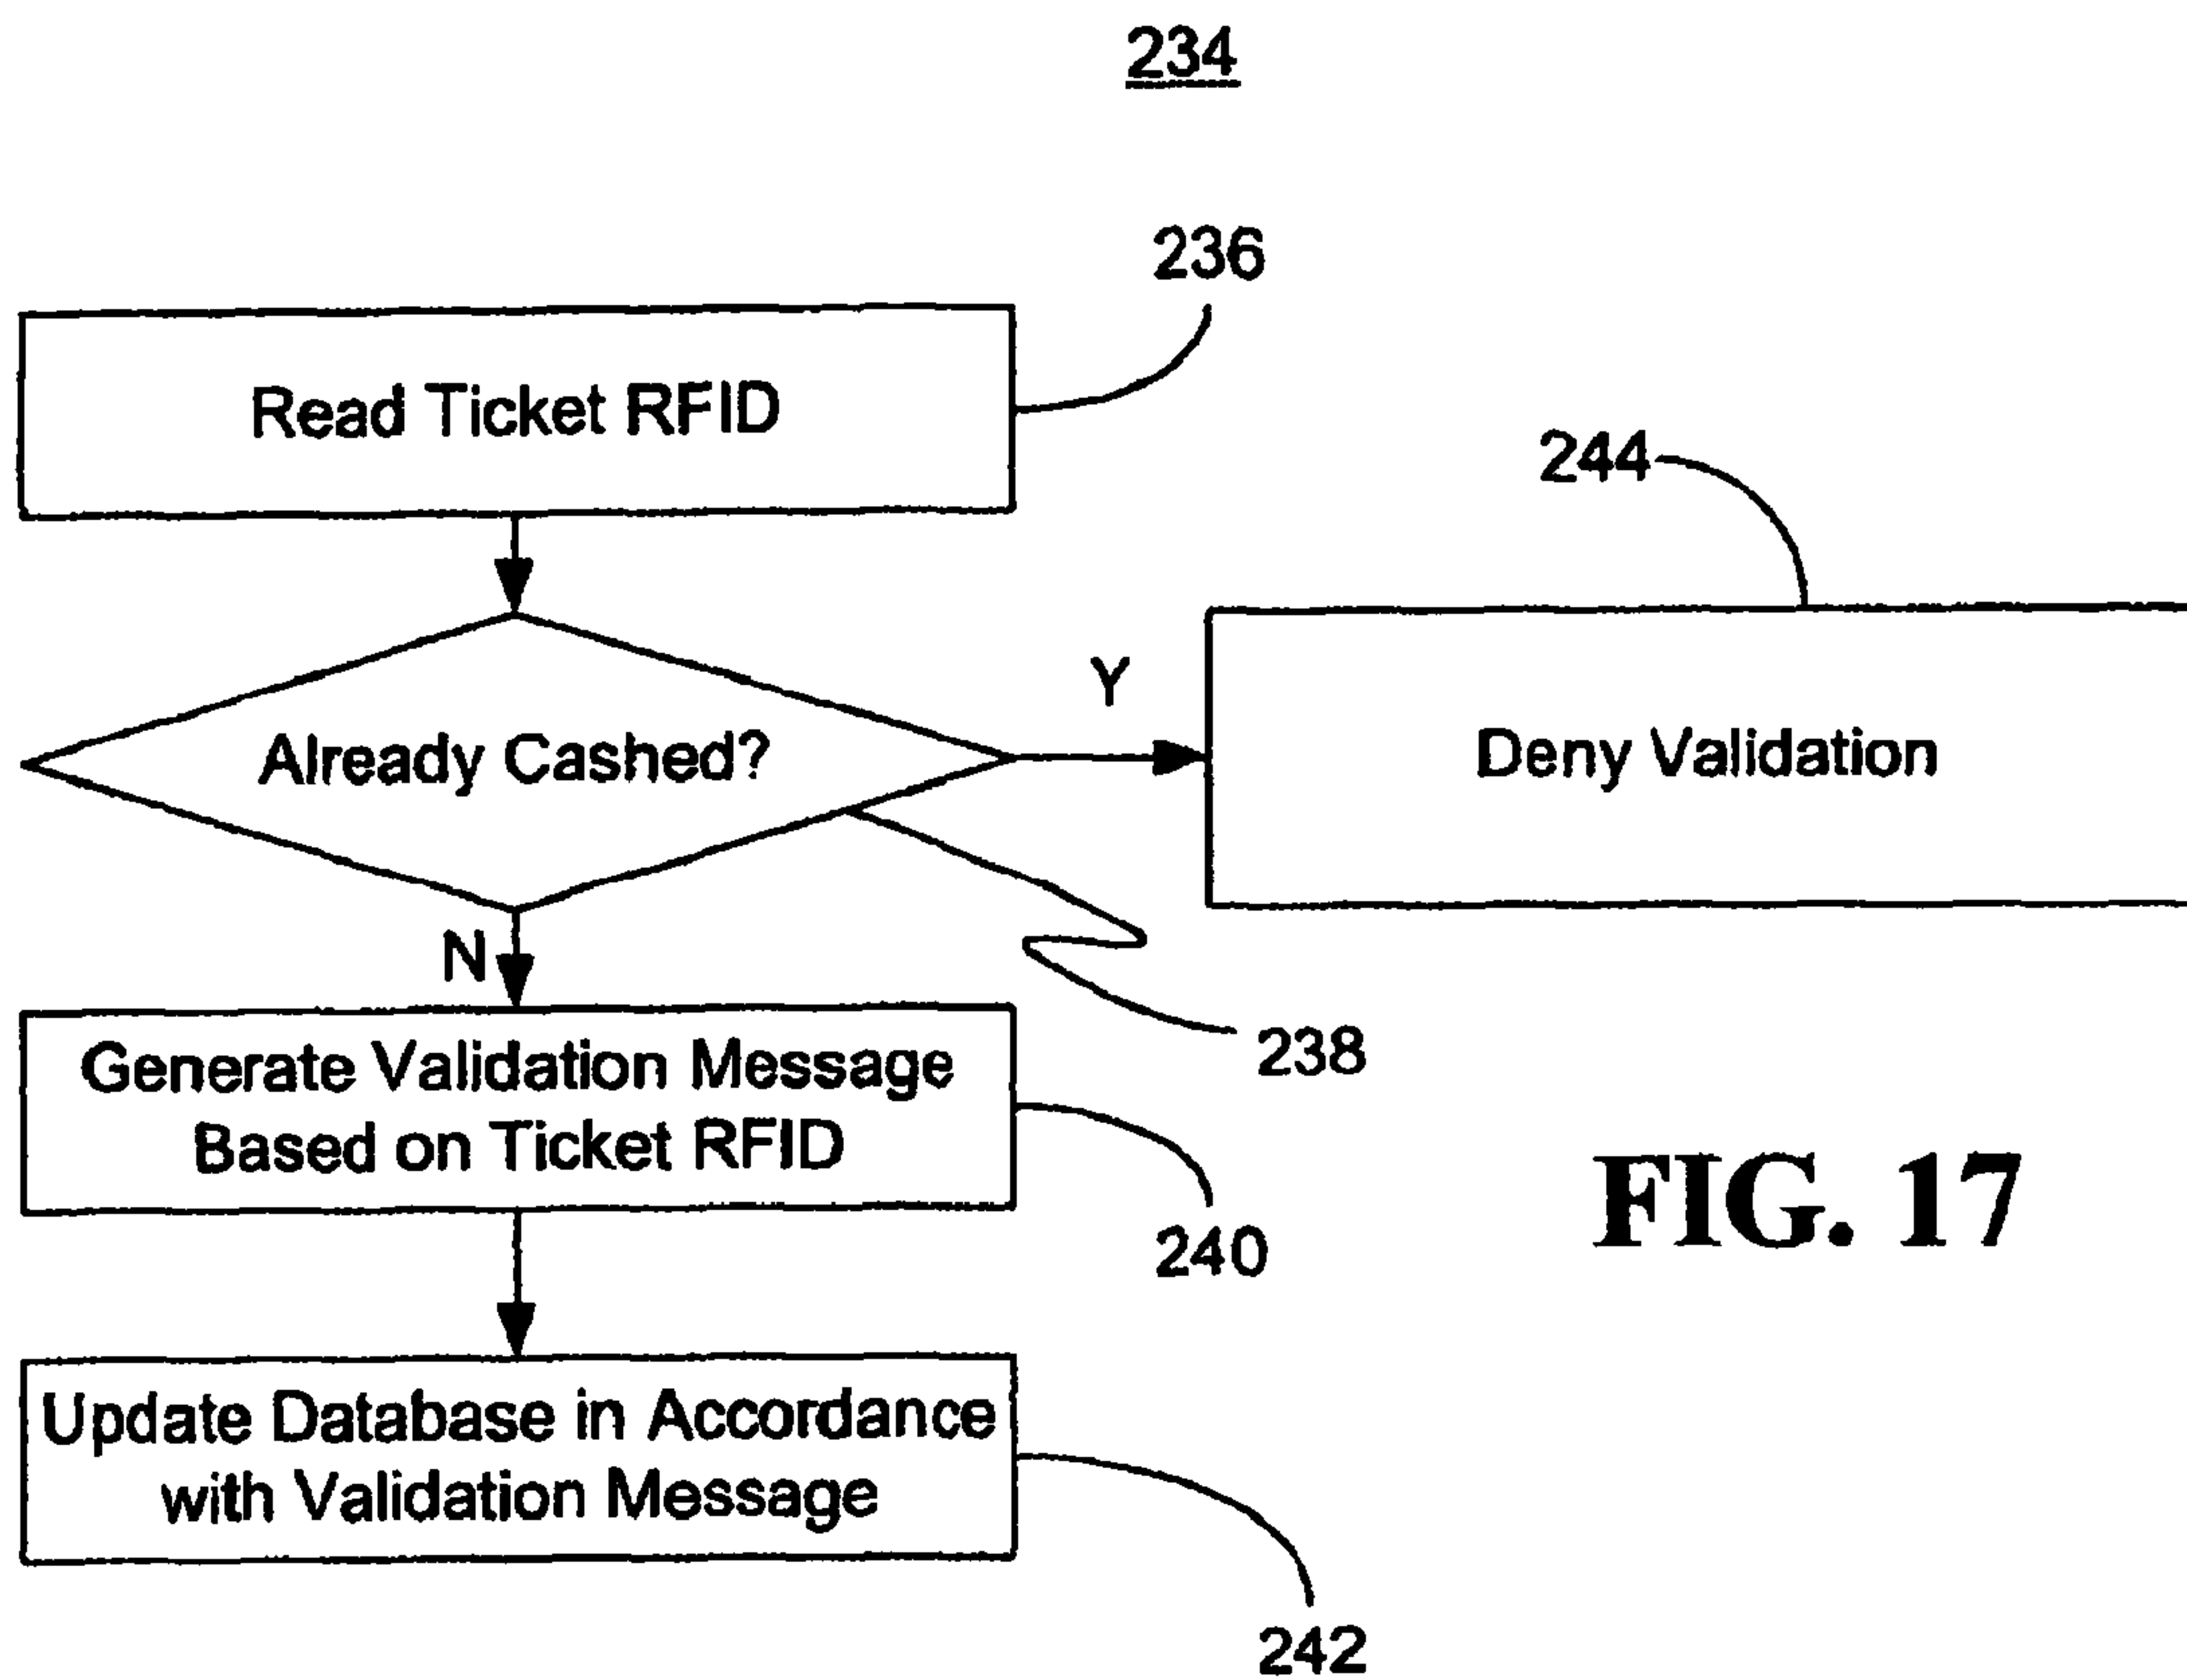 234
236
Read Ticket RFID
244
Already Cashed?
Y
Deny Validation
N
238
Generate Validation Message
Based on Ticket RFID
240
FIG. 17
Update Database in Accordance
with Validation Message
242